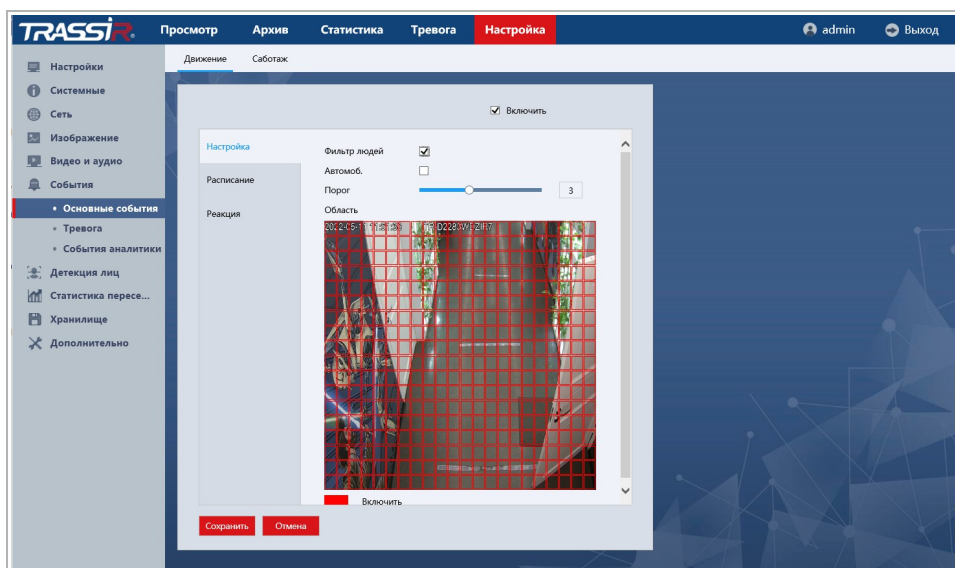 TRASSIR
Просмотр Архив Статистика Тревога Настройка admin Выход
Движение Саботаж
Настройки
Системные
Сеть
Изображение
Видео и аудио
События
Основные события
Тревога
События аналитики
Детекция лиц
Статистика пересе...
Хранилище
Дополнительно
Включить
Настройка
Расписание
Реакция
Фильтр людей
Автомоб.
Порог 3
Область
Включить
Сохранить Отмена